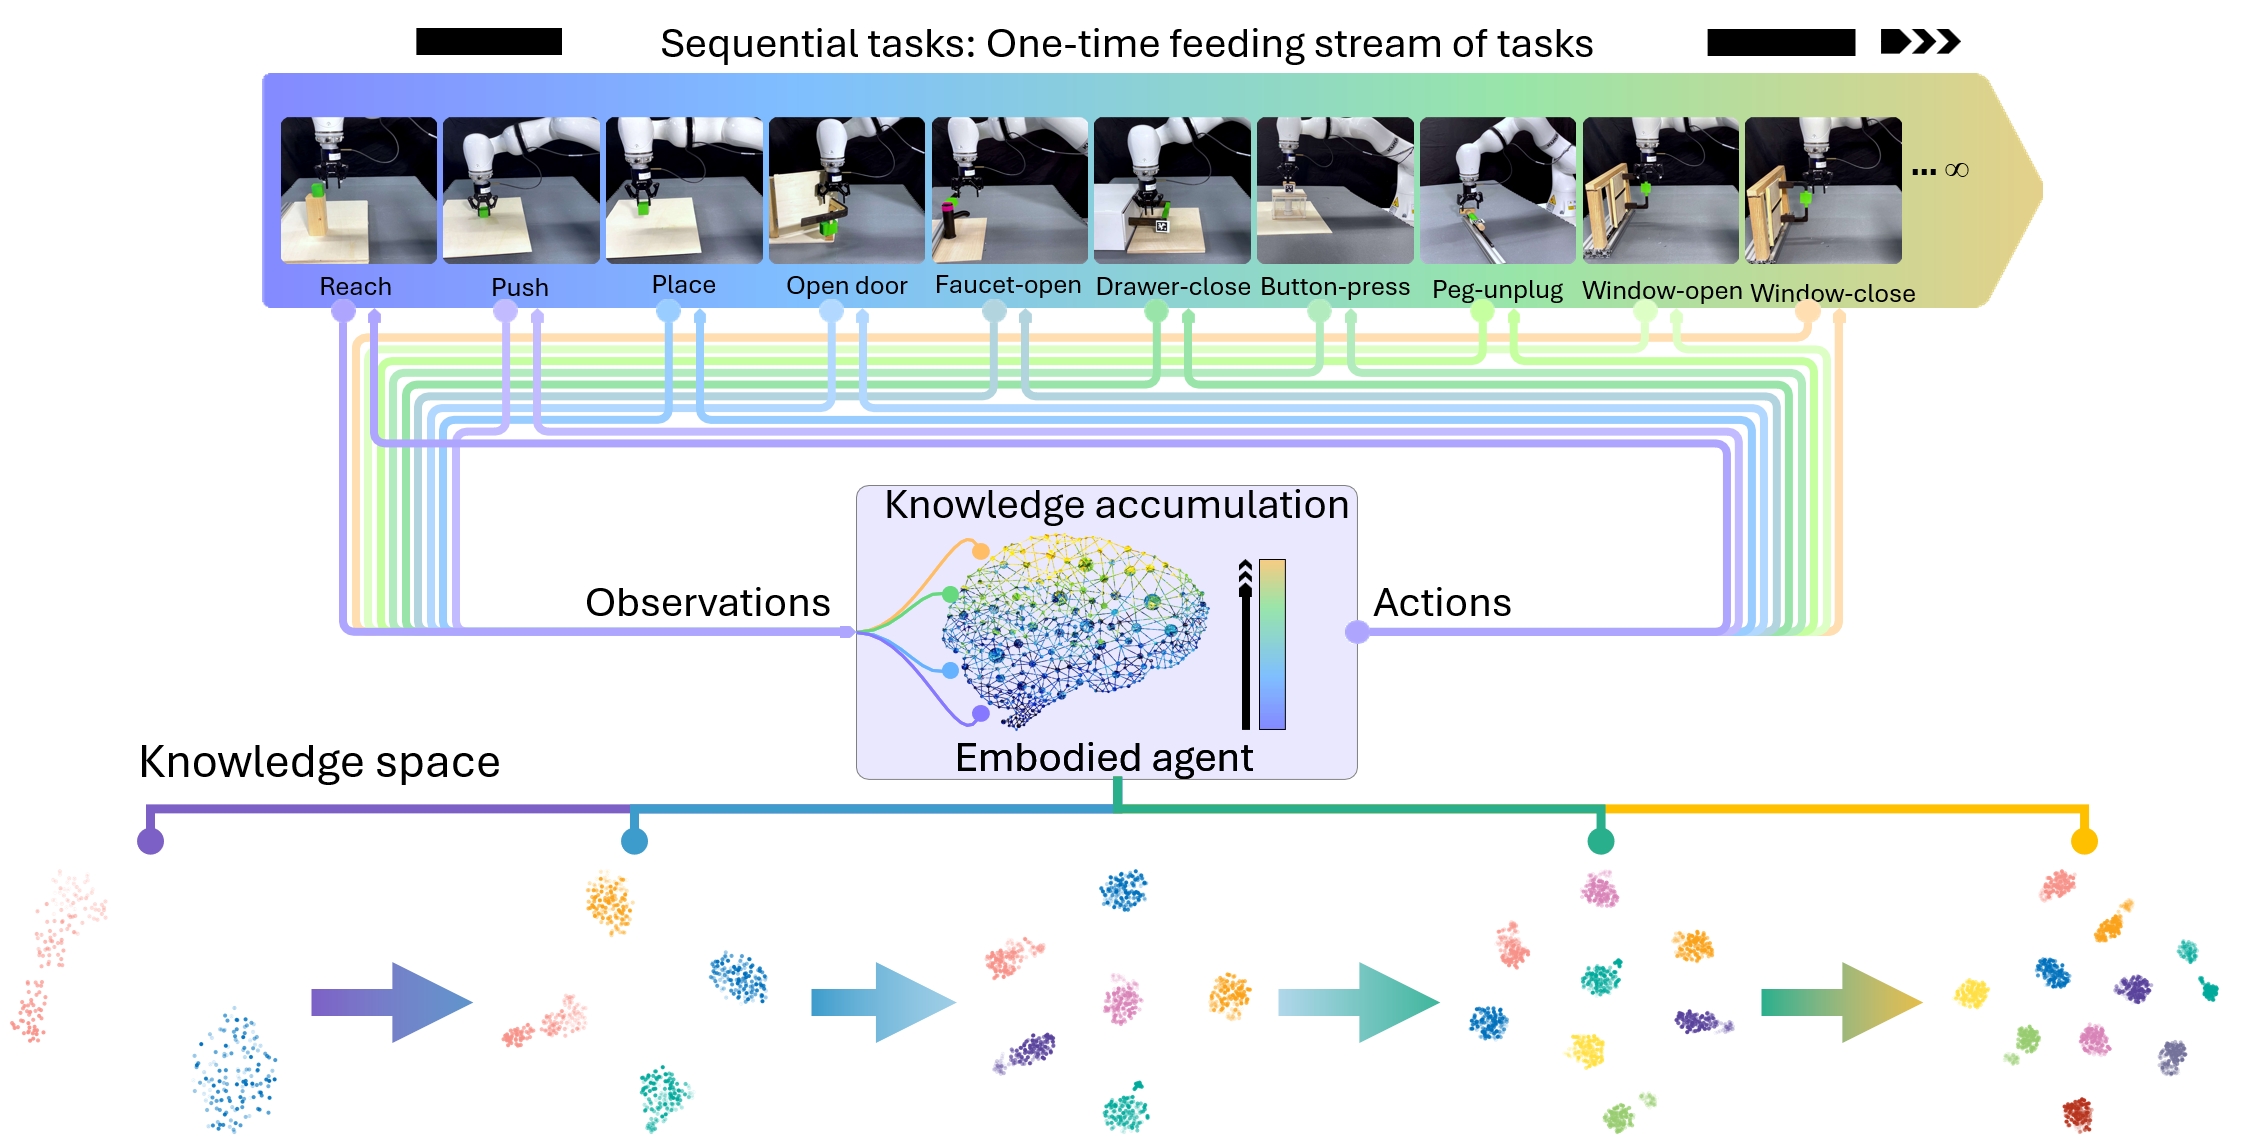 Sequential tasks: One-time feeding stream of tasks
... ∞
Reach
Push
Place
Open door
Faucet-open
Drawer-close
Button-press
Peg-unplug
Window-open
Window-close
Knowledge accumulation
Observations
Actions
Embodied agent
Knowledge space